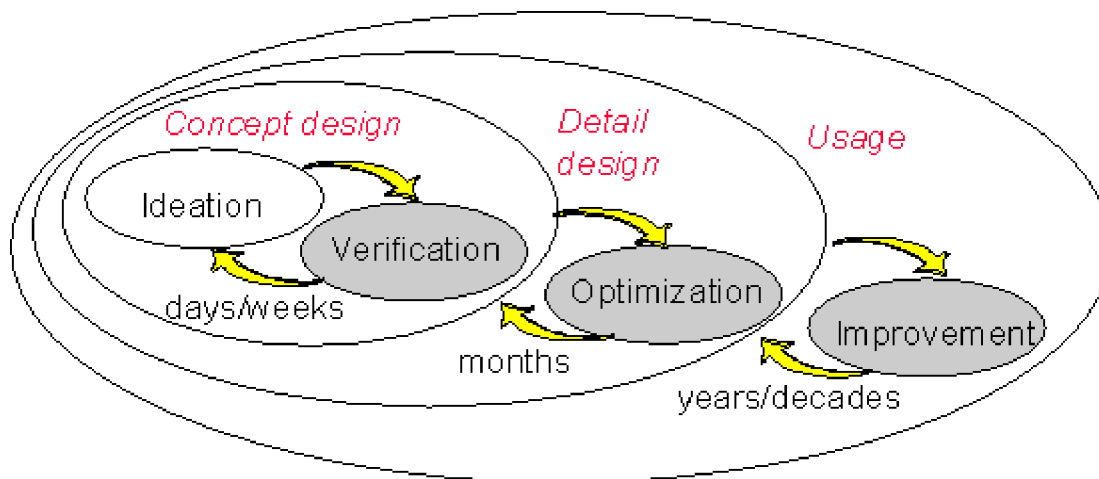 Concept design
Detail
design
Usage
Ideation
Verification
Optimization
Improvement
days/weeks
months
years/decades